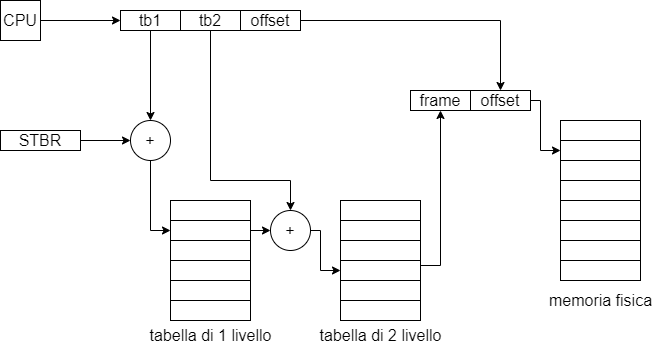 CPU
tb1
tb2
offset
frame
offset
STBR
+
+
memoria fisica
tabella di 1 livello
tabella di 2 livello